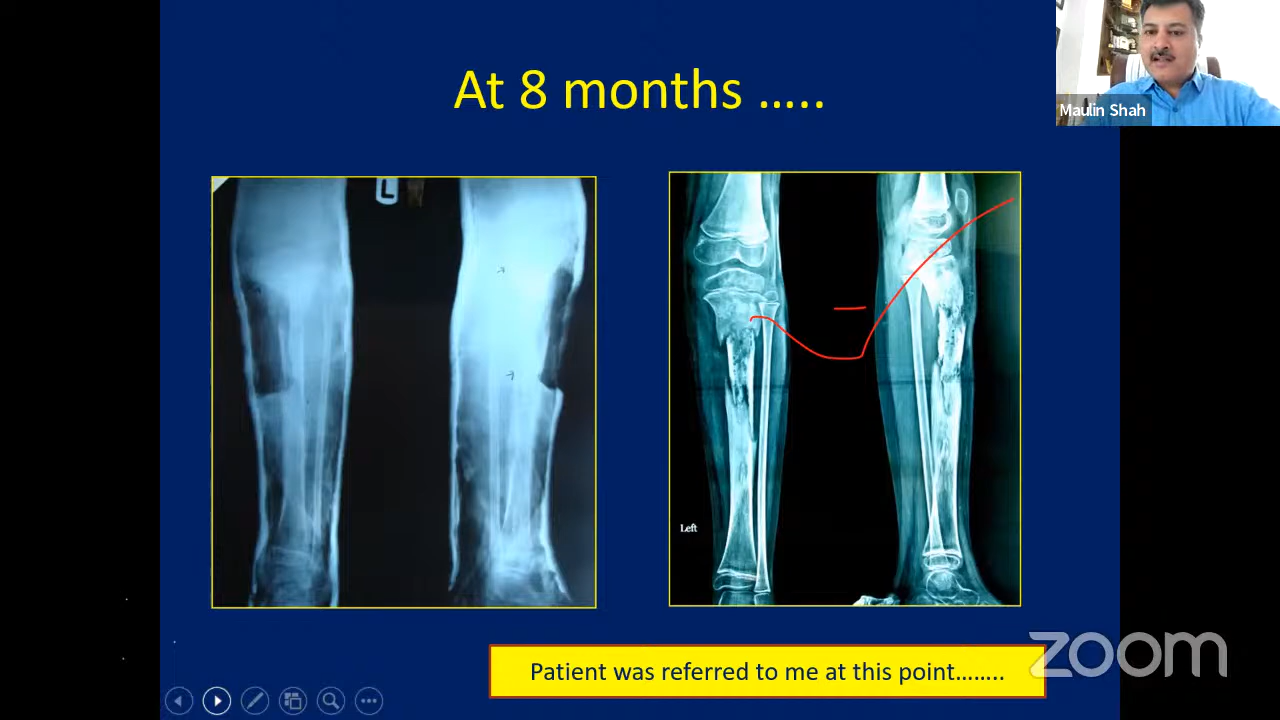 At 8 months .....
Maulin Shah
L
Left
Patient was referred to me at this point........
zoom